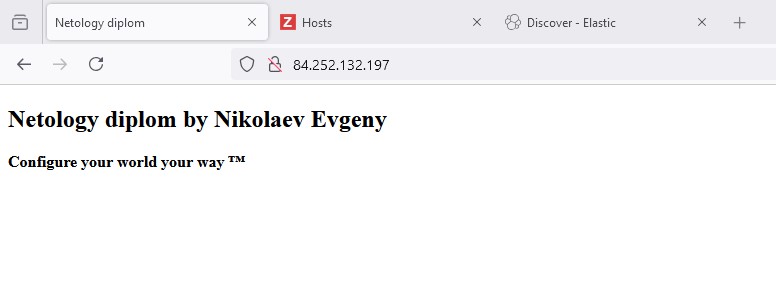 Netology diplom
Z Hosts
Discover - Elastic
84.252.132.197
Netology diplom by Nikolaev Evgeny
Configure your world your way ™